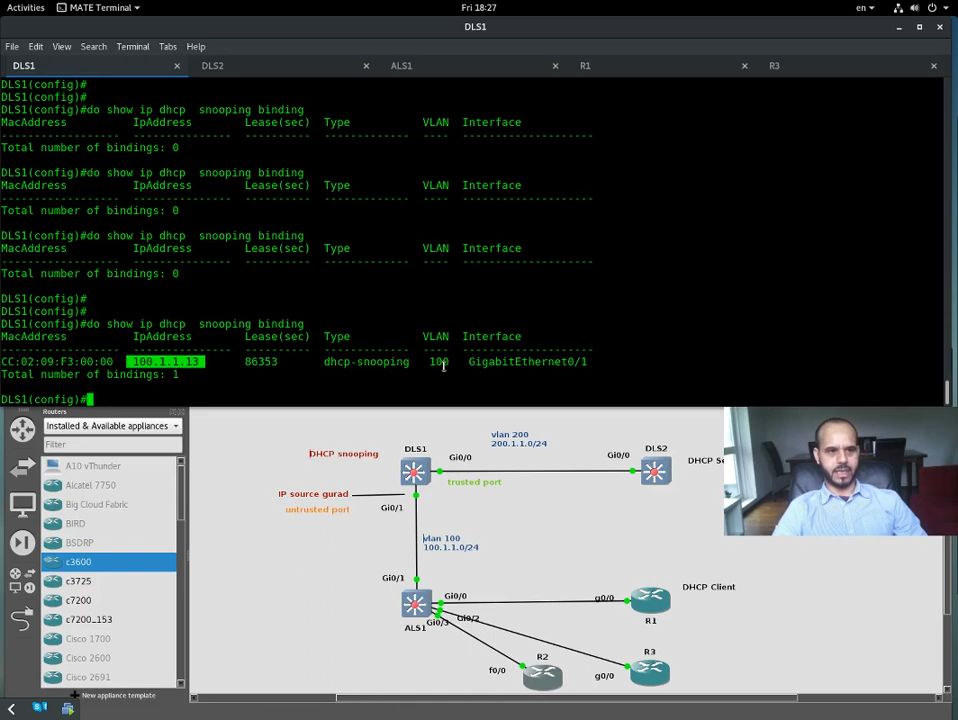 Activities MATE Terminal Fri 18:27 en
DLS1
File Edit View Search Terminal Tabs Help
DLS1 × DLS2 × ALS1 × R1 × R3 ×
DLS1(config)#
DLS1(config)#
DLS1(config)#do show ip dhcp  snooping binding
MacAddress IpAddress Lease(sec) Type VLAN Interface
------------------ --------------- ---------- ------------- ---- --------------------
Total number of bindings: 0
DLS1(config)#do show ip dhcp  snooping binding
MacAddress IpAddress Lease(sec) Type VLAN Interface
------------------ --------------- ---------- ------------- ---- --------------------
Total number of bindings: 0
DLS1(config)#do show ip dhcp  snooping binding
MacAddress IpAddress Lease(sec) Type VLAN Interface
------------------ --------------- ---------- ------------- ---- --------------------
Total number of bindings: 0
DLS1(config)#
DLS1(config)#
DLS1(config)#do show ip dhcp  snooping binding
MacAddress IpAddress Lease(sec) Type VLAN Interface
------------------ --------------- ---------- ------------- ---- --------------------
CC:02:09:F3:00:00 100.1.1.13 86353 dhcp-snooping 100 GigabitEthernet0/1
Total number of bindings: 1
DLS1(config)#
Routers
Installed & Available appliances
Filter
A10 vThunder
Alcatel 7750
Big Cloud Fabric
BIRD
BSDRP
c3600
c3725
c7200
c7200_153
Cisco 1700
Cisco 2600
Cisco 2691
New appliance template
vlan 200
200.1.1.0/24
DHCP snooping
DLS1
Gi0/0
Gi0/0
DLS2
DHCP Se
trusted port
IP source gurad
untrusted port
Gi0/1
vlan 100
100.1.1.0/24
Gi0/1
DHCP Client
Gi0/0
g0/0
Gi0/2
Gi0/3
ALS1
R1
R2
R3
f0/0
g0/0